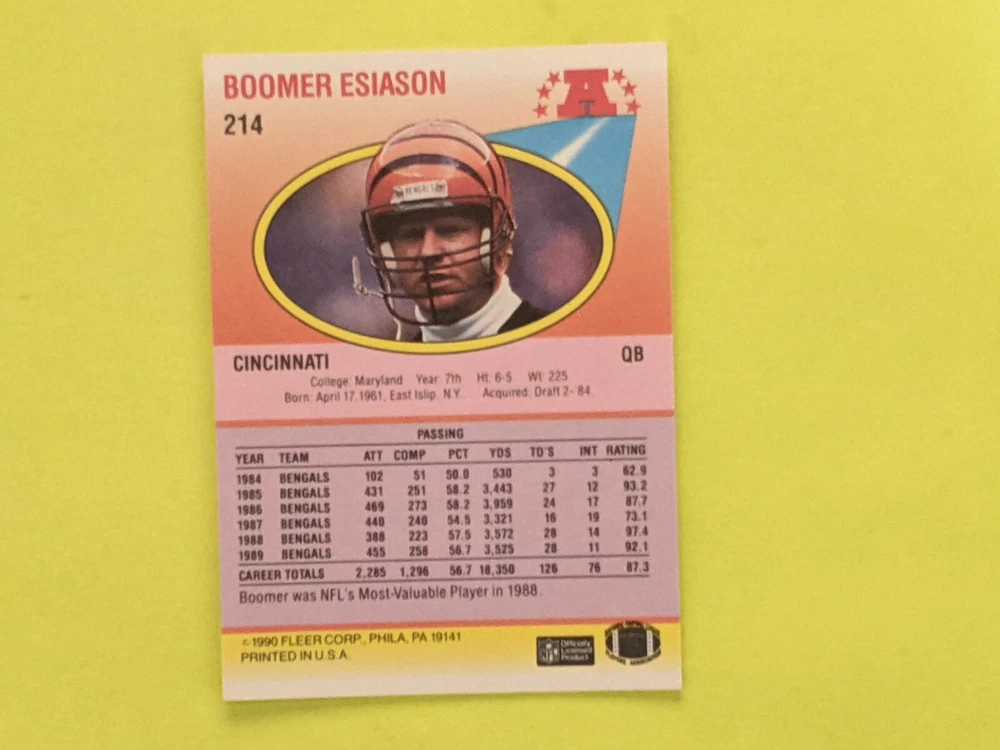 BOOMER ESIASON
214
A
BENGALS
CINCINNATI QB
College: Maryland Year: 7th Ht: 6-5 Wt: 225
Born: April 17, 1961, East Islip, N.Y. Acquired: Draft 2-'84.
PASSING
YEAR TEAM ATT COMP PCT YDS TD'S INT RATING
1984 BENGALS 102 51 50.0 530 3 3 62.9
1985 BENGALS 431 251 58.2 3,443 27 12 93.2
1986 BENGALS 469 273 58.2 3,959 24 17 87.7
1987 BENGALS 440 240 54.5 3,321 16 19 73.1
1988 BENGALS 388 223 57.5 3,572 28 14 97.4
1989 BENGALS 455 258 56.7 3,525 28 11 92.1
CAREER TOTALS 2,285 1,296 56.7 18,350 126 76 87.3
Boomer was NFL's Most-Valuable Player in 1988.
© 1990 FLEER CORP., PHILA, PA 19141
PRINTED IN U.S.A.
NFL Officially
Licensed
Product
PLAYERS ASSOCIATION